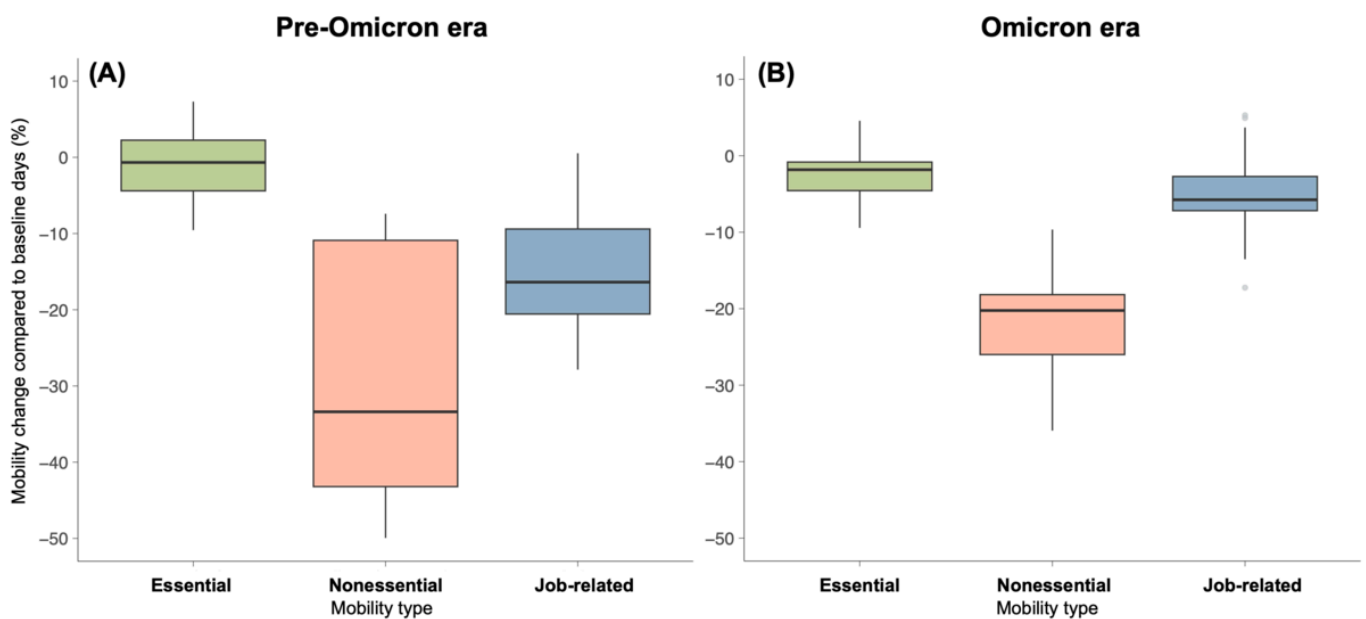 Pre-Omicron era
Omicron era
(A)
(B)
Mobility change compared to baseline days (%)
10
0
−10
−20
−30
−40
−50
Essential
Nonessential
Job-related
Mobility type
10
0
−10
−20
−30
−40
−50
Essential
Nonessential
Job-related
Mobility type